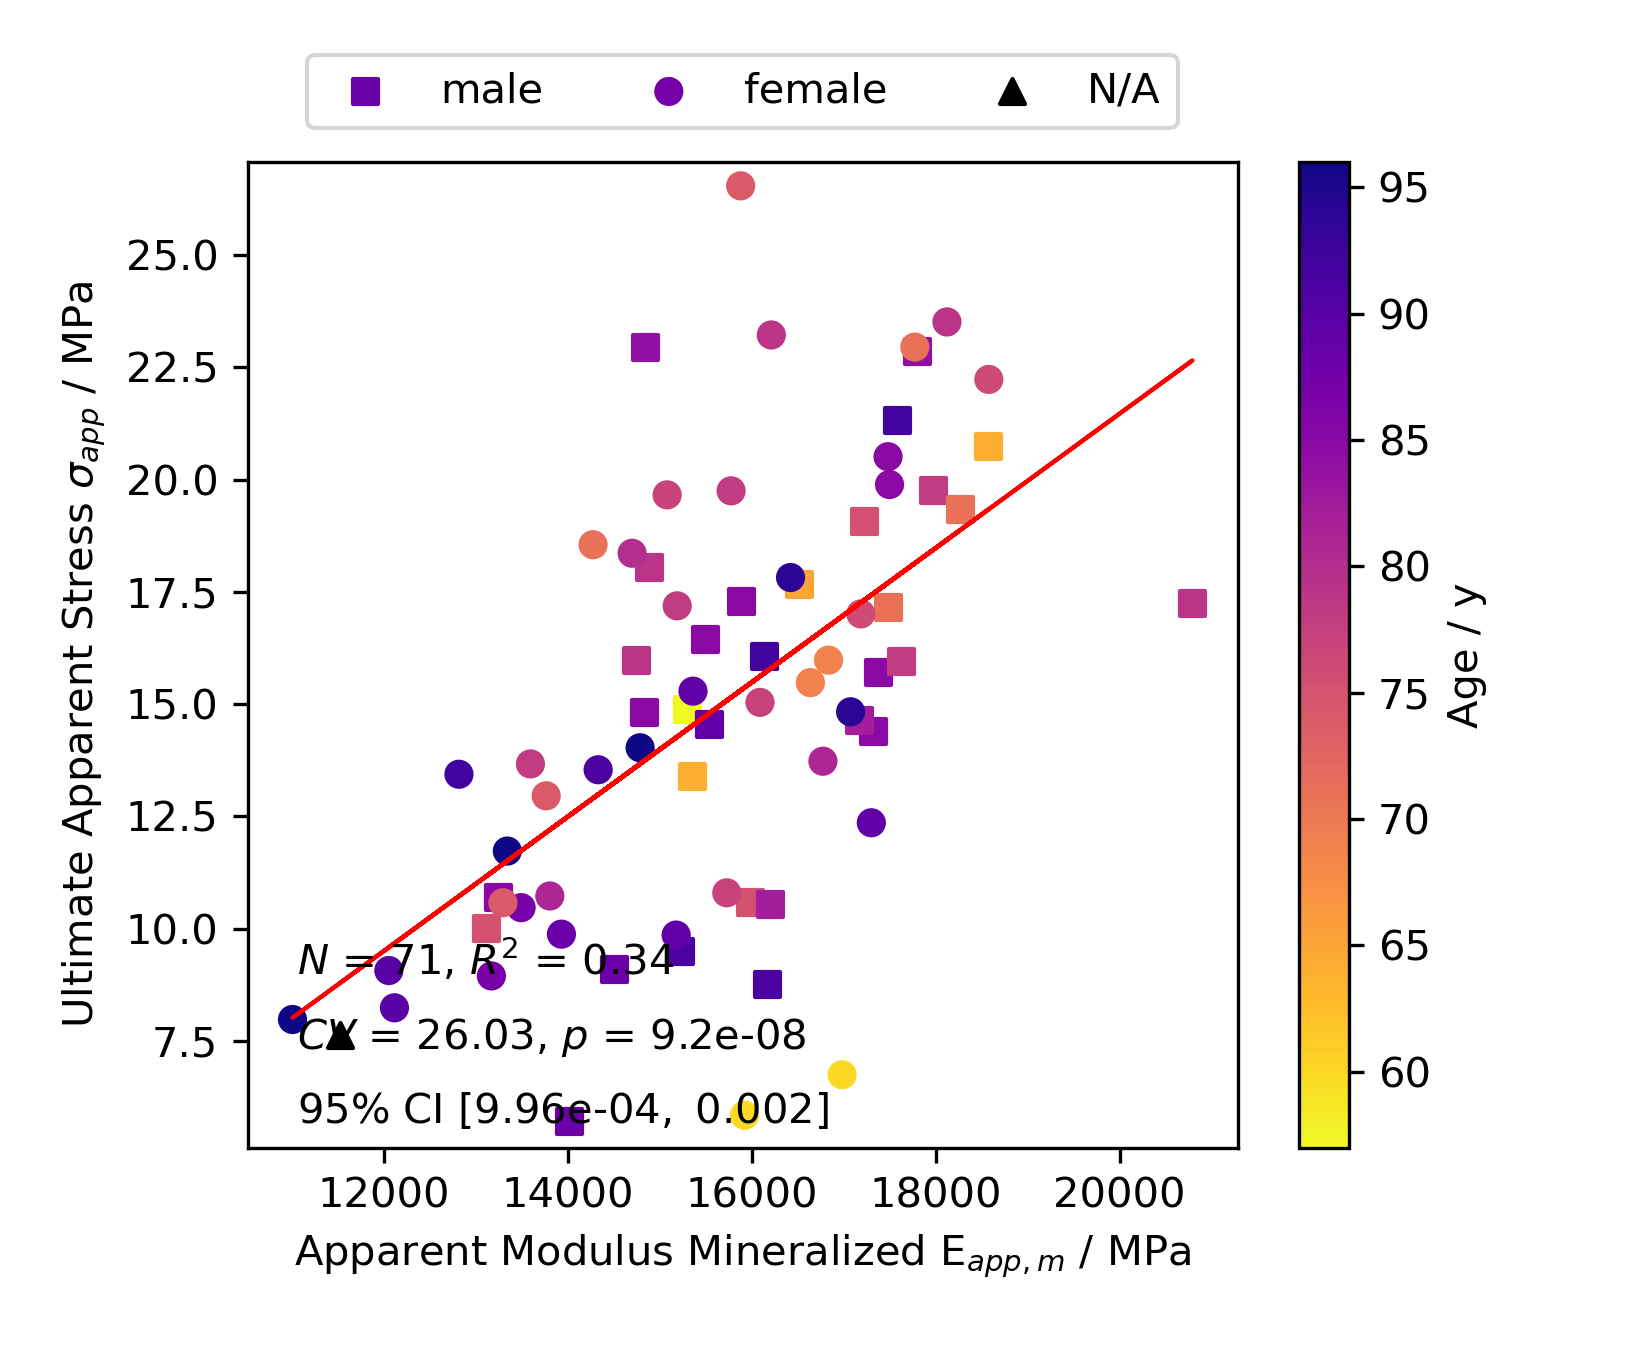 male female N/A
25.0
22.5
20.0
17.5
15.0
12.5
10.0
7.5
Ultimate Apparent Stress σapp / MPa
N = 71, R² = 0.34
CV = 26.03, p = 9.2e-08
95% CI [9.96e-04, 0.002]
12000 14000 16000 18000 20000
Apparent Modulus Mineralized Eapp,m / MPa
95
90
85
80
75
70
65
60
Age / y